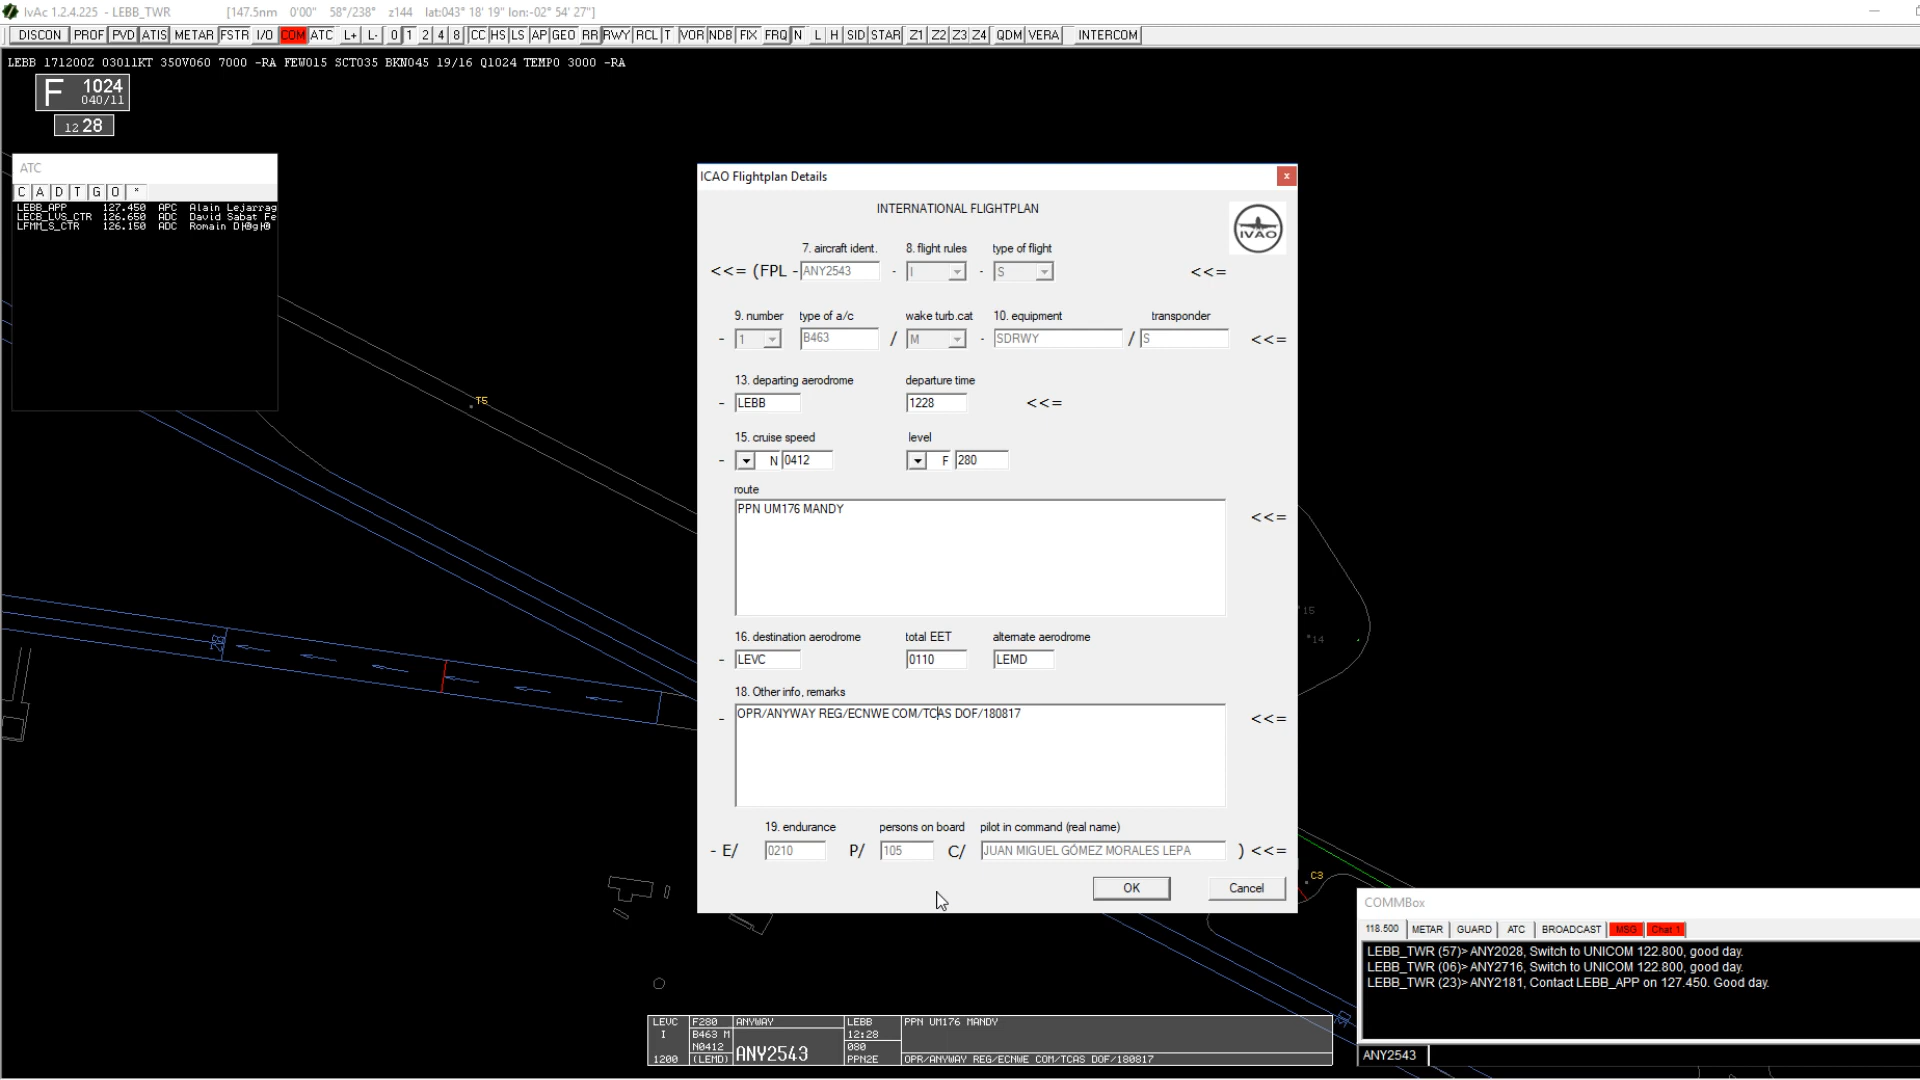 IvAc 1.2.4.225 - LEBB_TWR [147.5nm 0'00" 58°/238° z144 lat:043° 18' 19" lon:-02° 54' 27"]
DISCON PROF PVD ATIS METAR FSTR I/O COM ATC L+ L- 0 1 2 4 8 CC HS LS AP GEO RR RWY RCL T VOR NDB FIX FRQ N L H SID STAR Z1 Z2 Z3 Z4 QDM VERA INTERCOM
LEBB 171200Z 03011KT 350V060 7000 -RA FEW015 SCT035 BKN045 19/16 Q1024 TEMPO 3000 -RA
F 1024
040/11
12 28
ATC
C A D T G O *
LEBB_APP 127.450 APC Alain Lejarrag
LECB_LVS_CTR 126.650 ADC David Sabat Fe
LFMM_S_CTR 126.150 ADC Romain
T5
28
ICAO Flightplan Details x
INTERNATIONAL FLIGHTPLAN
IVAO
7. aircraft ident. 8. flight rules type of flight
<<= (FPL - ANY2543 - I - S <<=
9. number type of a/c wake turb.cat 10. equipment transponder
- 1 B463 / M - SDRWY / S <<=
13. departing aerodrome departure time
- LEBB 1228 <<=
15. cruise speed level
- N 0412 F 280
route
PPN UM176 MANDY <<=
16. destination aerodrome total EET alternate aerodrome
- LEVC 0110 LEMD
18. Other info, remarks
- OPR/ANYWAY REG/ECNWE COM/TCAS DOF/180817 <<=
19. endurance persons on board pilot in command (real name)
- E/ 0210 P/ 105 C/ JUAN MIGUEL GÓMEZ MORALES LEPA ) <<=
OK Cancel
15
14
C3
COMMBox
118.500 METAR GUARD ATC BROADCAST MSG Chat 1
LEBB_TWR (57)> ANY2028, Switch to UNICOM 122.800, good day.
LEBB_TWR (06)> ANY2716, Switch to UNICOM 122.800, good day.
LEBB_TWR (23)> ANY2181, Contact LEBB_APP on 127.450. Good day.
ANY2543
LEVC F280 ANYWAY LEBB PPN UM176 MANDY
I B463 M 12:28
N0412 ANY2543 080
1200 (LEMD) PPN2E OPR/ANYWAY REG/ECNWE COM/TCAS DOF/180817